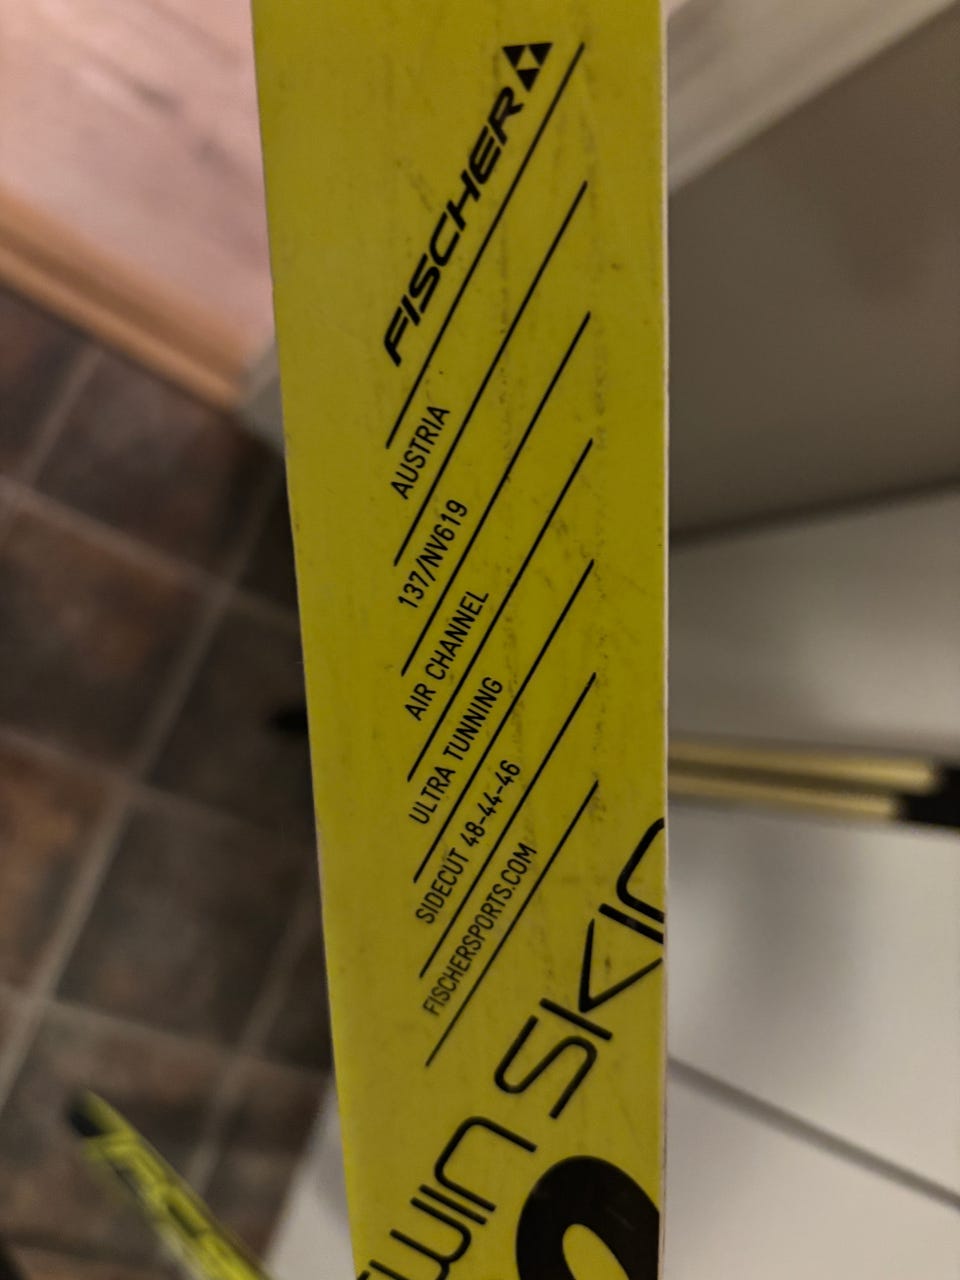 FISCHER
AUSTRIA
137/NV619
AIR CHANNEL
ULTRA TUNNING
SIDECUT 48-44-46
FISCHERSPORTS.COM
TWIN SKIN